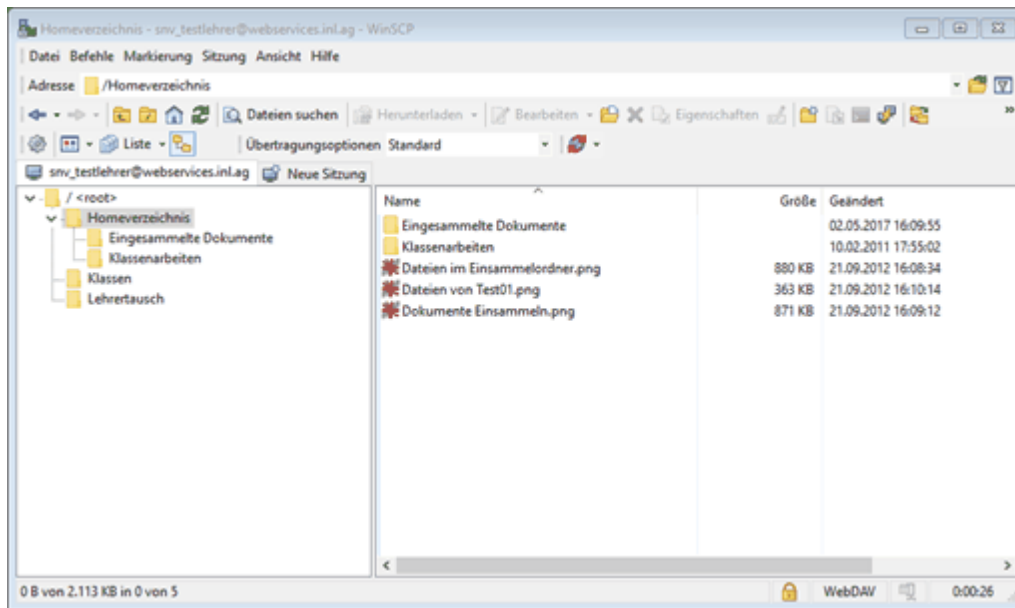 Homeverzeichnis - snv_testlehrer@webservices.inl.ag - WinSCP
Datei Befehle Markierung Sitzung Ansicht Hilfe
Adresse /Homeverzeichnis
Dateien suchen Herunterladen Bearbeiten Eigenschaften
Liste Übertragungsoptionen Standard
snv_testlehrer@webservices.inl.ag Neue Sitzung
/ <root>
Homeverzeichnis
Eingesammelte Dokumente
Klassenarbeiten
Klassen
Lehrertausch
Name Größe Geändert
Eingesammelte Dokumente 02.05.2017 16:09:55
Klassenarbeiten 10.02.2011 17:55:02
Dateien im Einsammelordner.png 880 KB 21.09.2012 16:08:34
Dateien von Test01.png 363 KB 21.09.2012 16:10:14
Dokumente Einsammeln.png 871 KB 21.09.2012 16:09:12
0 B von 2.113 KB in 0 von 5 WebDAV 0:00:26